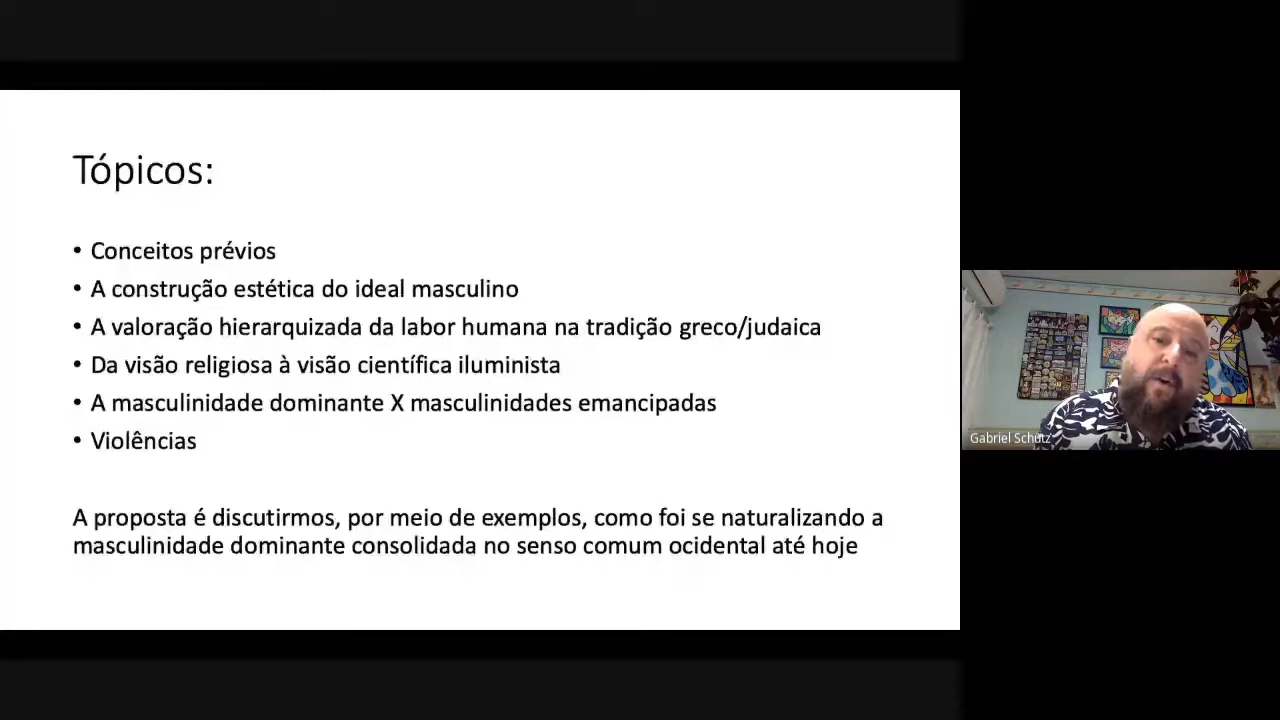 Tópicos:
• Conceitos prévios
• A construção estética do ideal masculino
• A valoração hierarquizada da labor humana na tradição greco/judaica
• Da visão religiosa à visão científica iluminista
• A masculinidade dominante X masculinidades emancipadas
• Violências
A proposta é discutirmos, por meio de exemplos, como foi se naturalizando a
masculinidade dominante consolidada no senso comum ocidental até hoje
Gabriel Schutz